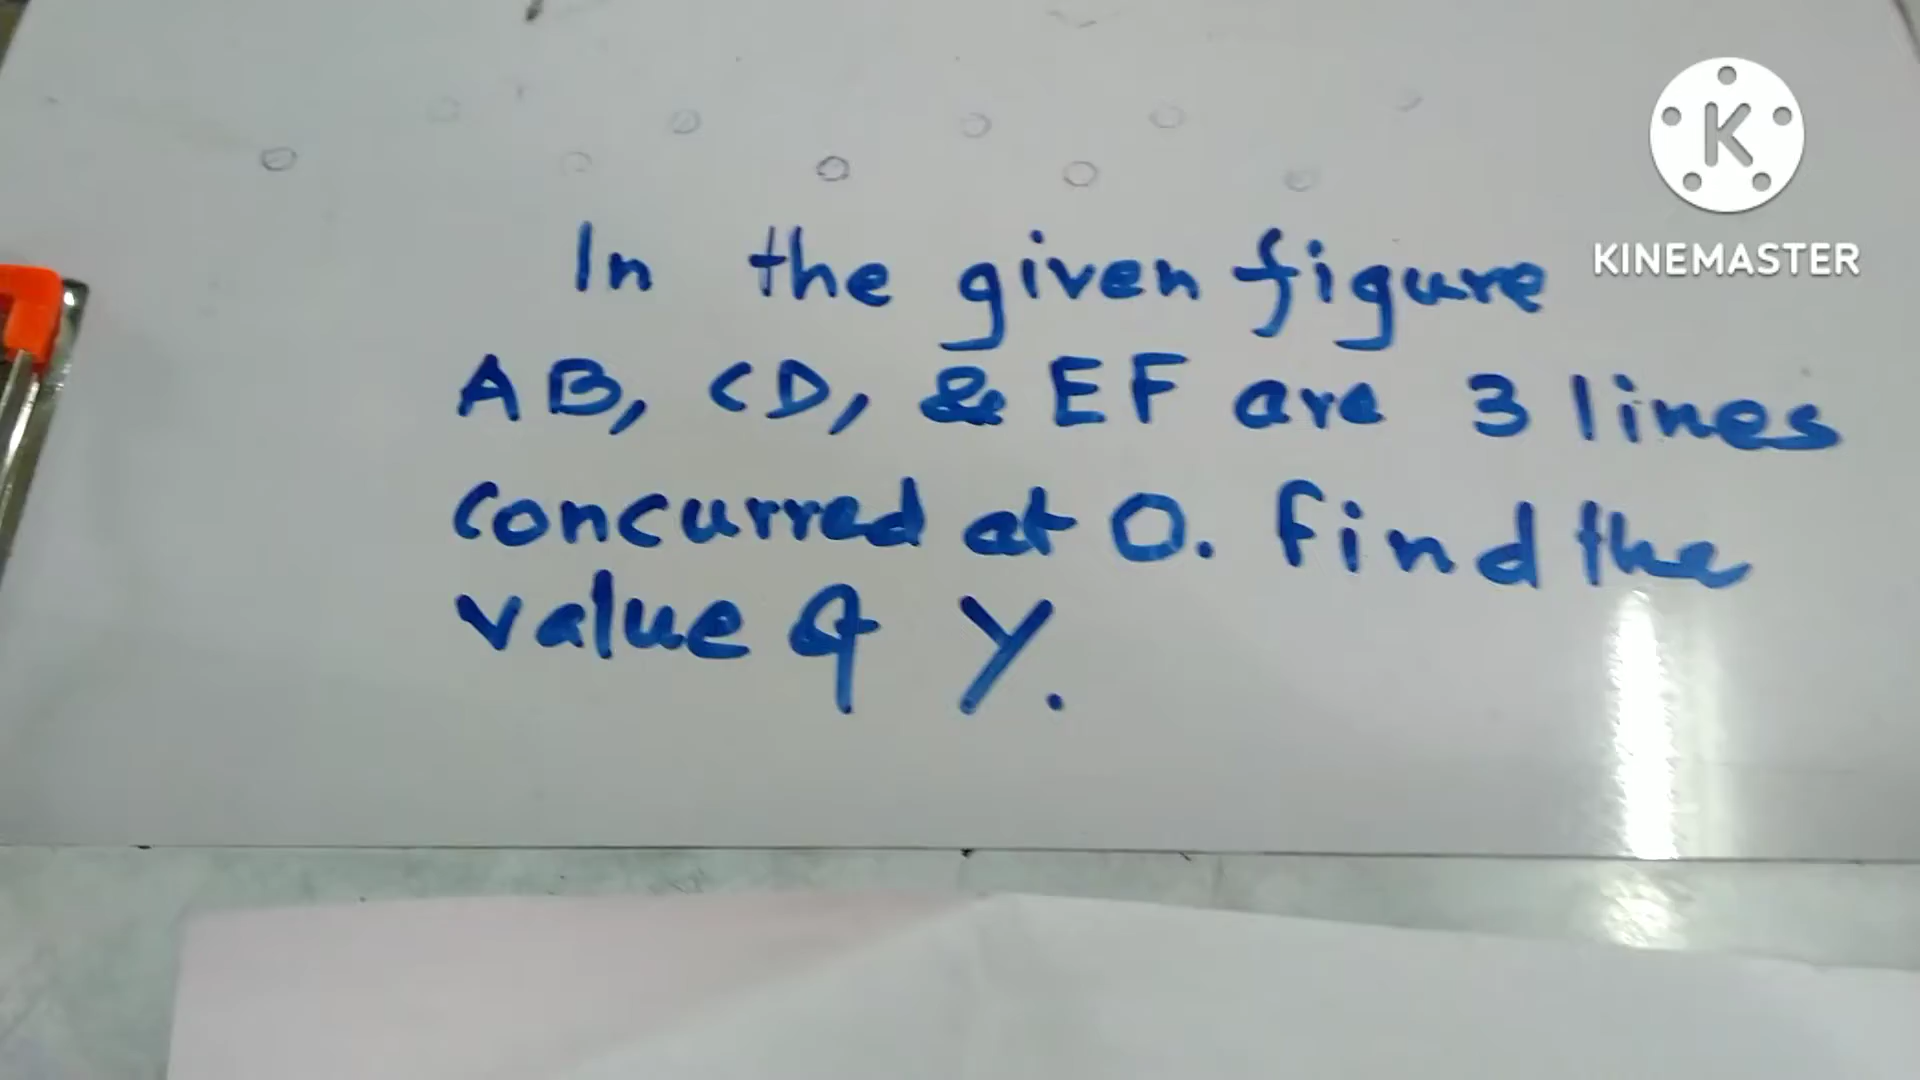 KINEMASTER
In the given figure
AB, CD, & EF are 3 lines
concurred at O. Find the
value of Y.